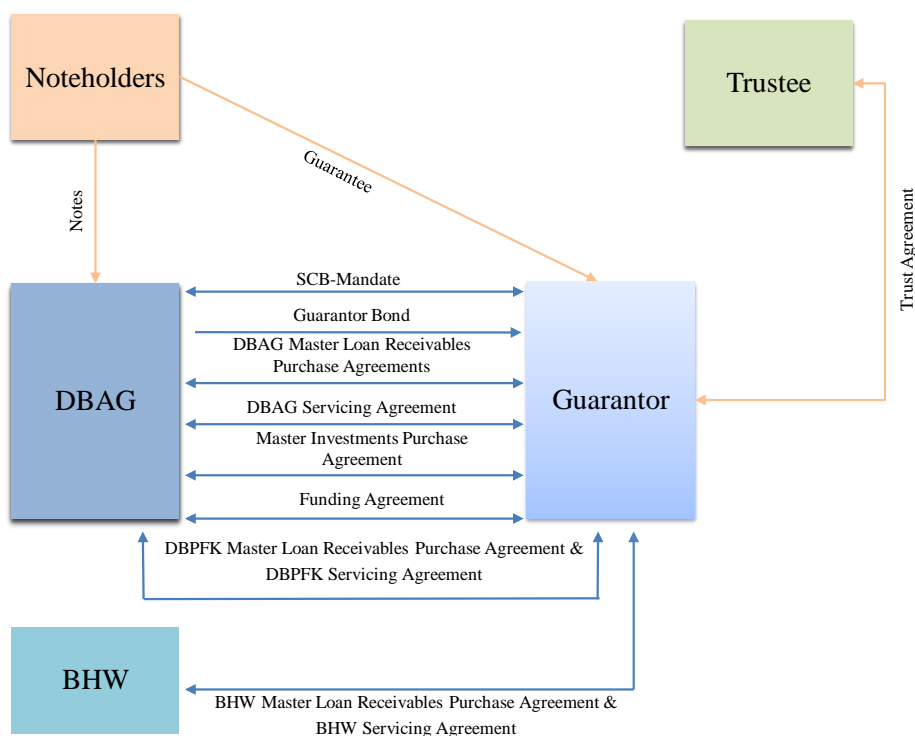 Noteholders
Trustee
Guarantee
Notes
Trust Agreement
SCB-Mandate
Guarantor Bond
DBAG Master Loan Receivables
Purchase Agreements
DBAG
Guarantor
DBAG Servicing Agreement
Master Investments Purchase
Agreement
Funding Agreement
DBPFK Master Loan Receivables Purchase Agreement &
DBPFK Servicing Agreement
BHW
BHW Master Loan Receivables Purchase Agreement &
BHW Servicing Agreement